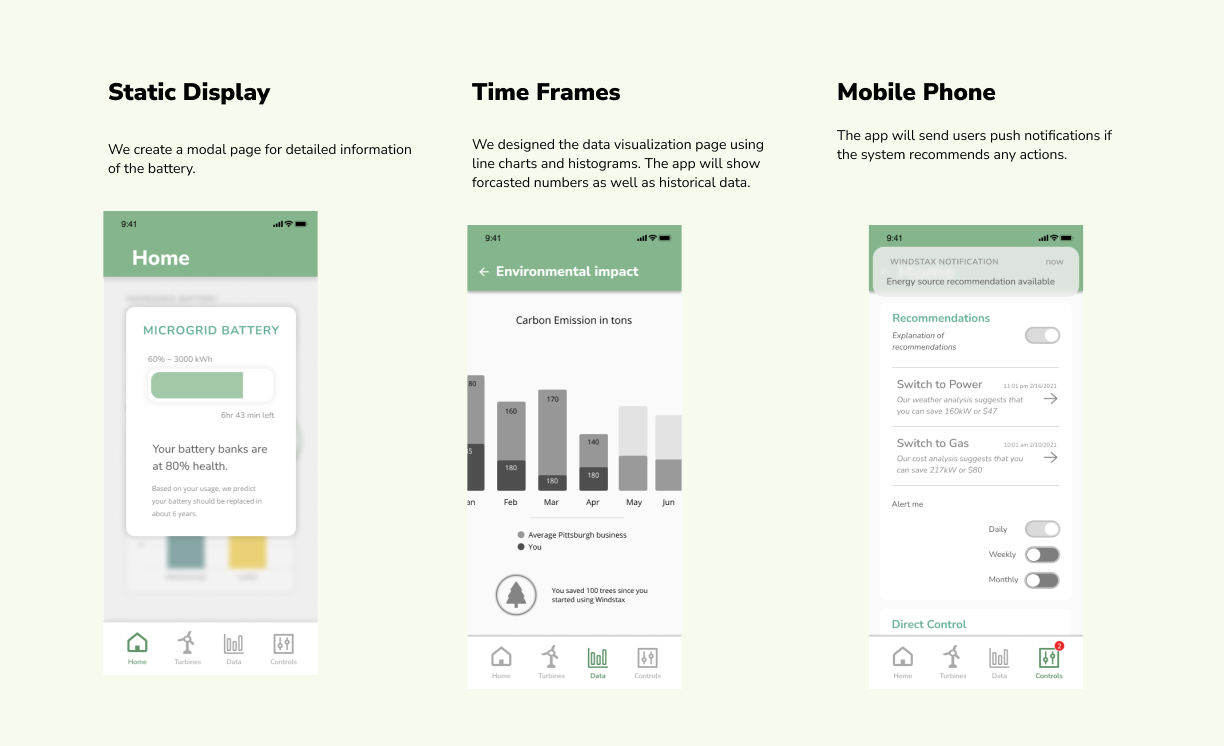 Static Display
We create a modal page for detailed information
of the battery.
9:41
Home
MICROGRID BATTERY
MICROGRID BATTERY
60% ~ 3000 kWh
6hr 43 min left
Your battery banks are
at 80% health.
Based on your usage, we predict
your battery should be replaced in
about 6 years.
Home
Turbines
Data
Controls
Time Frames
We designed the data visualization page using
line charts and histograms. The app will show
forcasted numbers as well as historical data.
9:41
← Environmental impact
Carbon Emission in tons
80
160
170
140
85
180
180
180
an
Feb
Mar
Apr
May
Jun
Average Pittsburgh business
You
You saved 100 trees since you
started using Windstax
Home
Turbines
Data
Controls
Mobile Phone
The app will send users push notifications if
the system recommends any actions.
9:41
WINDSTAX NOTIFICATION now
Home
Energy source recommendation available
Recommendations
Explanation of
recommendations
Switch to Power 11:01 pm 2/16/2021
Our weather analysis suggests that
you can save 160kW or $47
Switch to Gas 10:01 am 2/10/2021
Our cost analysis suggests that you
can save 217kW or $80
Alert me
Daily
Weekly
Monthly
Direct Control
2
Home
Turbines
Data
Controls